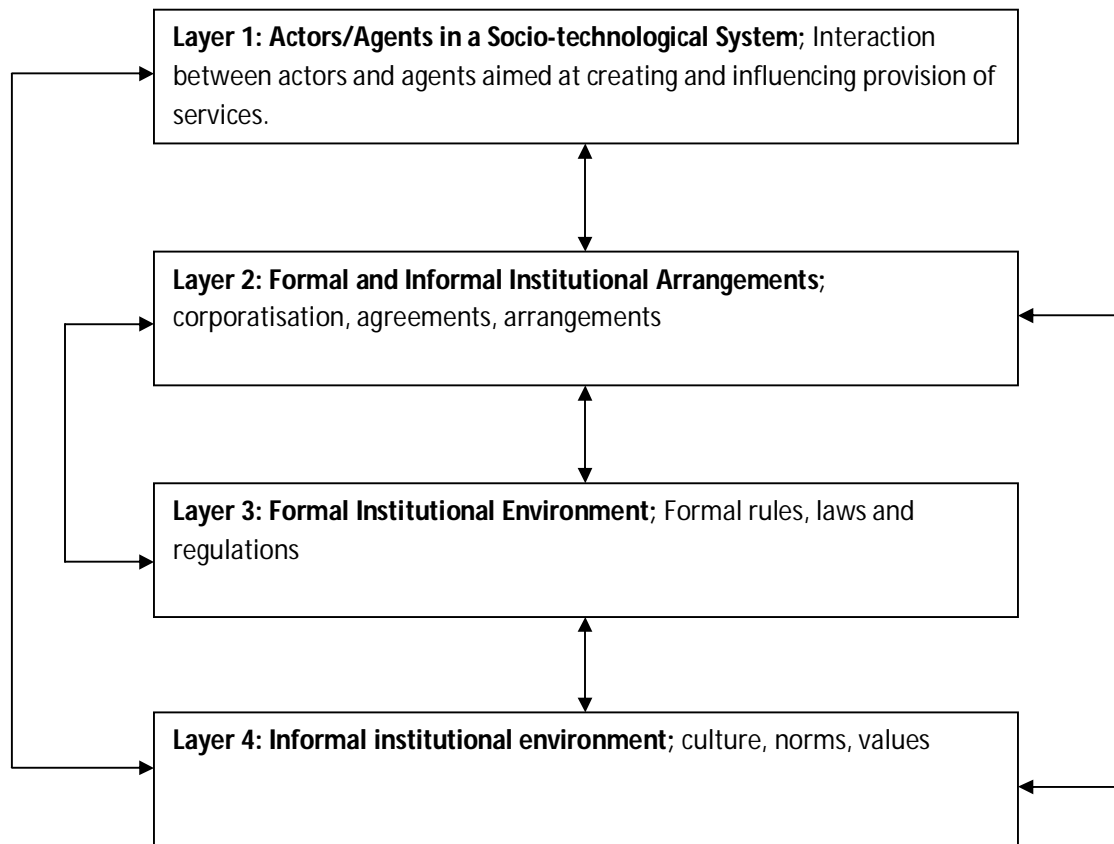 Layer 1: Actors/Agents in a Socio-technological System; Interaction
between actors and agents aimed at creating and influencing provision of
services.
Layer 2: Formal and Informal Institutional Arrangements;
corporatisation, agreements, arrangements
Layer 3: Formal Institutional Environment; Formal rules, laws and
regulations
Layer 4: Informal institutional environment; culture, norms, values